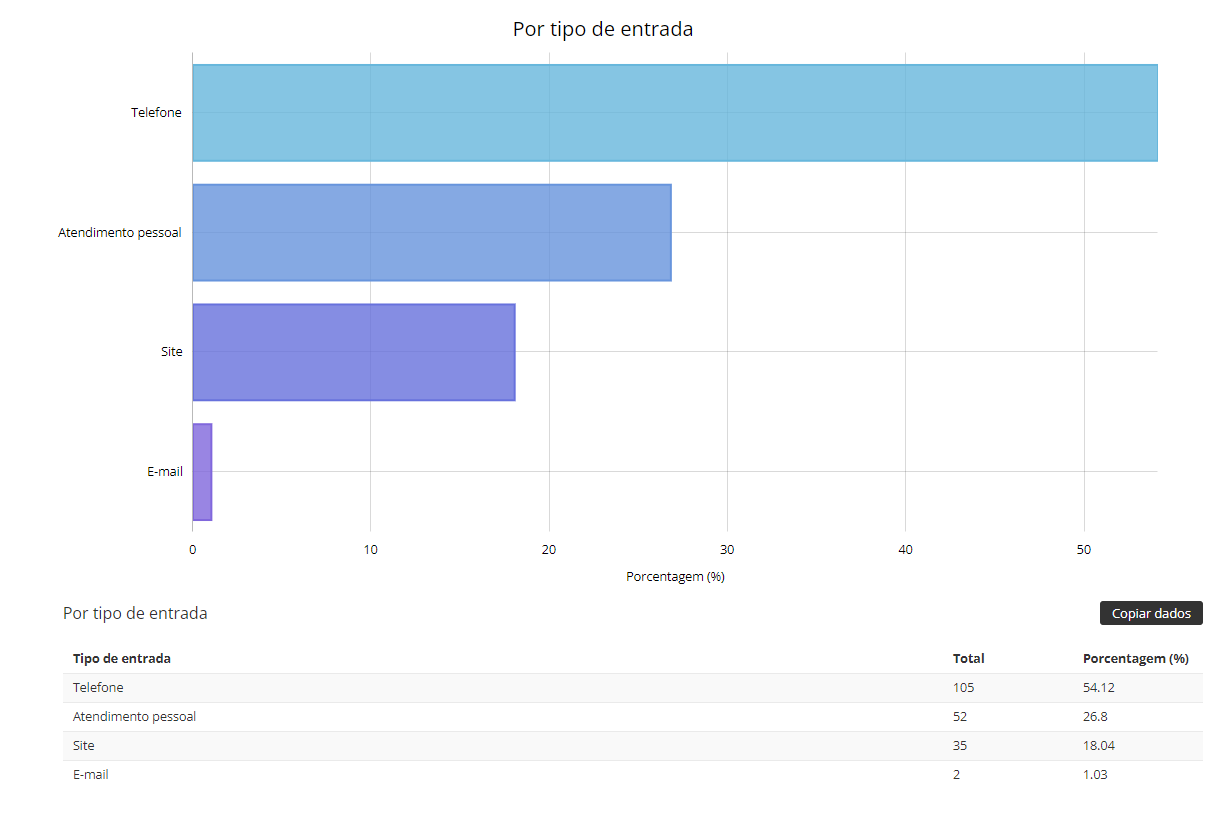 Por tipo de entrada
Telefone
Atendimento pessoal
Site
E-mail
0 10 20 30 40 50
Porcentagem (%)
Por tipo de entrada Copiar dados
Tipo de entrada Total Porcentagem (%)
Telefone 105 54.12
Atendimento pessoal 52 26.8
Site 35 18.04
E-mail 2 1.03